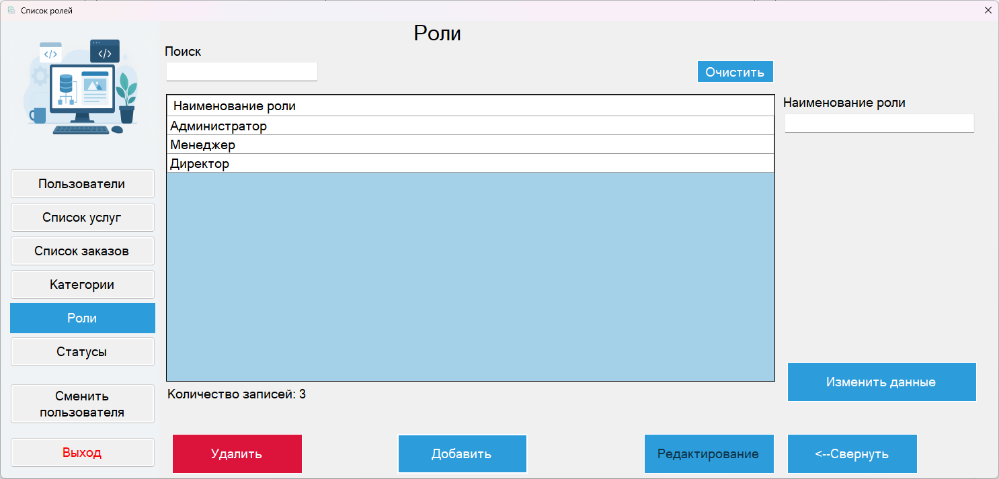 Список ролей
</>
</>
Роли
Поиск
Очистить
Наименование роли
Администратор
Менеджер
Директор
Наименование роли
Пользователи
Список услуг
Список заказов
Категории
Роли
Статусы
Сменить
пользователя
Выход
Количество записей: 3
Изменить данные
Удалить
Добавить
Редактирование
<--Свернуть